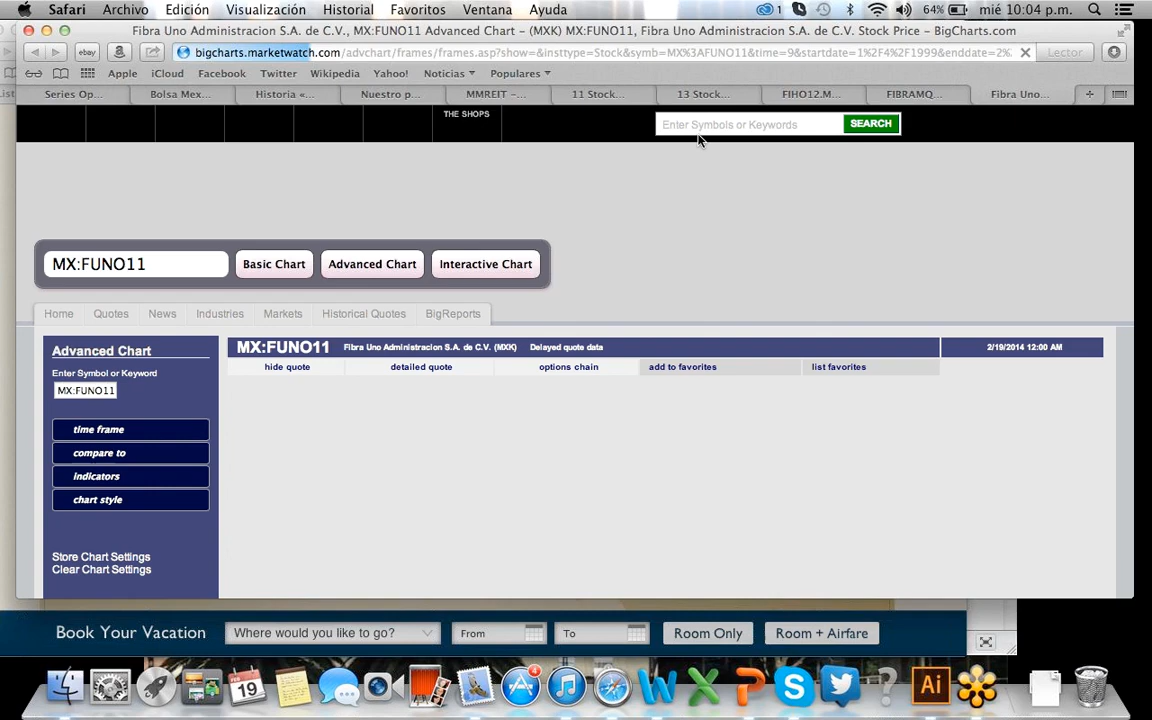 Safari Archivo Edición Visualización Historial Favoritos Ventana Ayuda 1 64% mié 10:04 p.m.
Fibra Uno Administracion S.A. de C.V., MX:FUNO11 Advanced Chart – (MXK) MX:FUNO11, Fibra Uno Administracion S.A. de C.V. Stock Price – BigCharts.com
ebay bigcharts.marketwatch.com/advchart/frames/frames.asp?show=&insttype=Stock&symb=MX%3AFUNO11&time=9&startdate=1%2F4%2F1999&enddate=2% Lector
Apple iCloud Facebook Twitter Wikipedia Yahoo! Noticias Populares
List Series Op... Bolsa Mex... Historia «... Nuestro p... MMREIT –... 11 Stock... 13 Stock... FIHO12.M... FIBRAMQ... Fibra Uno...
THE SHOPS
Enter Symbols or Keywords SEARCH
MX:FUNO11 Basic Chart Advanced Chart Interactive Chart
Home Quotes News Industries Markets Historical Quotes BigReports
Advanced Chart
Enter Symbol or Keyword
MX:FUNO11
time frame
compare to
indicators
chart style
Store Chart Settings
Clear Chart Settings
MX:FUNO11 Fibra Uno Administracion S.A. de C.V. (MXK) Delayed quote data 2/19/2014 12:00 AM
hide quote detailed quote options chain add to favorites list favorites
Book Your Vacation Where would you like to go? From To Room Only Room + Airfare
FEB
19
4
W X P S ? Ai